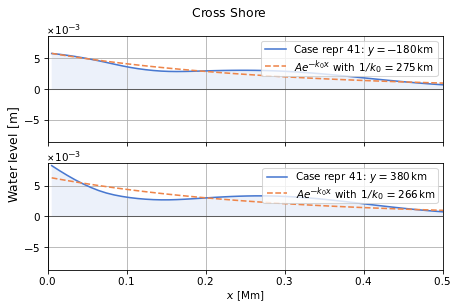 Cross Shore
×10⁻³
Case repr 41: y = −180 km
Ae^{−k₀x} with 1/k₀ = 275 km
5
0
−5
Water level [m]
×10⁻³
Case repr 41: y = 380 km
Ae^{−k₀x} with 1/k₀ = 266 km
5
0
−5
0.0 0.1 0.2 0.3 0.4 0.5
x [Mm]